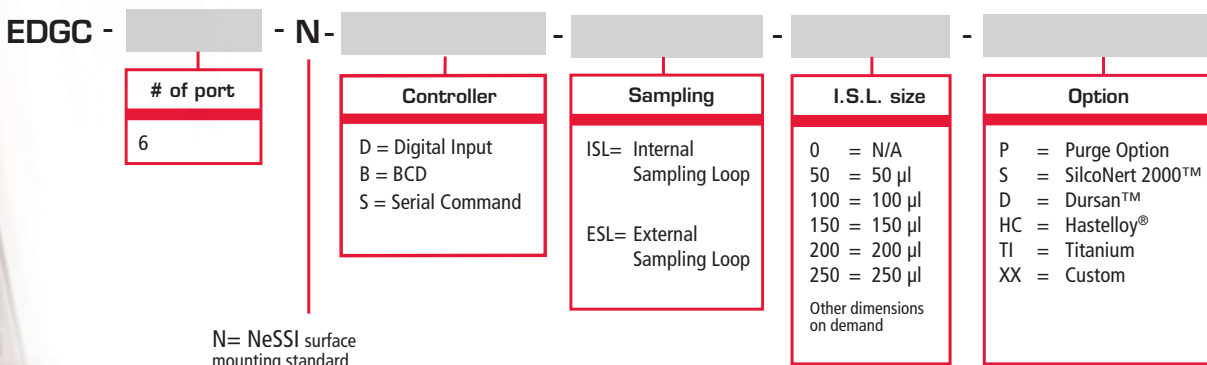 EDGC - - N- - - -
# of port
6
Controller
D = Digital Input
B = BCD
S = Serial Command
Sampling
ISL= Internal
Sampling Loop
ESL= External
Sampling Loop
I.S.L. size
0 = N/A
50 = 50 µl
100 = 100 µl
150 = 150 µl
200 = 200 µl
250 = 250 µl
Other dimensions
on demand
Option
P = Purge Option
S = SilcoNert 2000™
D = Dursan™
HC = Hastelloy®
TI = Titanium
XX = Custom
N= NeSSI surface
mounting standard